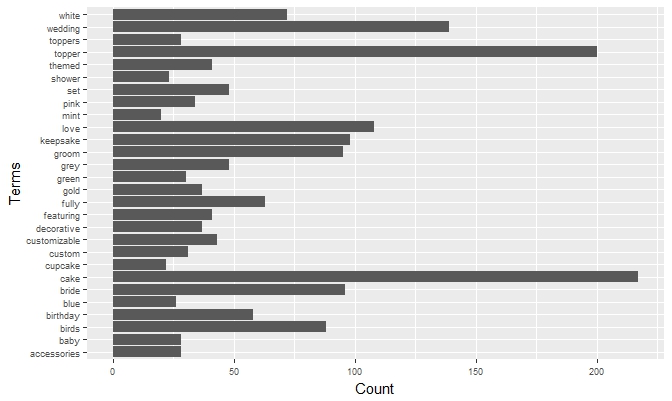 white
wedding
toppers
topper
themed
shower
set
pink
mint
love
keepsake
groom
grey
green
gold
fully
featuring
decorative
customizable
custom
cupcake
cake
bride
blue
birthday
birds
baby
accessories
Terms
0 50 100 150 200
Count